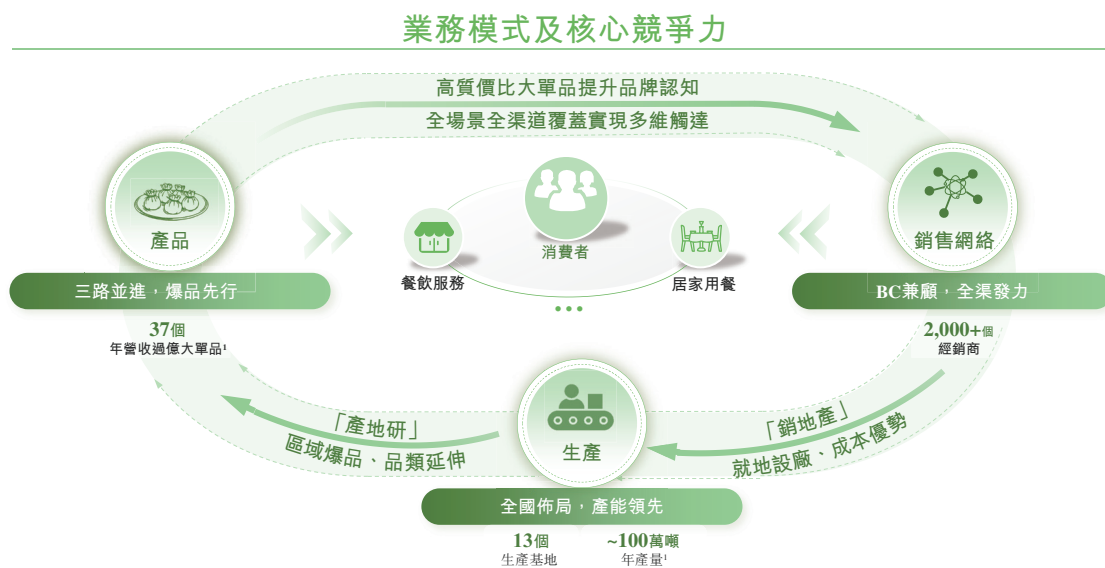 業務模式及核心競爭力
高質價比大單品提升品牌認知
全場景全渠道覆蓋實現多維觸達
產品
三路並進，爆品先行
37個
年營收過億大單品¹
消費者
餐飲服務
居家用餐
...
銷售網絡
BC兼顧，全渠發力
2,000+個
經銷商
「產地研」
區域爆品、品類延伸
「銷地產」
就地設廠、成本優勢
生產
全國佈局，產能領先
13個
生產基地
~100萬噸
年產量¹